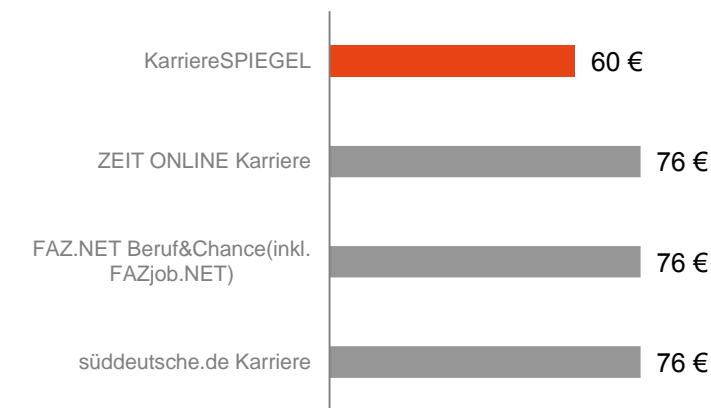 KarriereSPIEGEL
60 €
ZEIT ONLINE Karriere
76 €
FAZ.NET Beruf&Chance(inkl.
FAZjob.NET)
76 €
süddeutsche.de Karriere
76 €